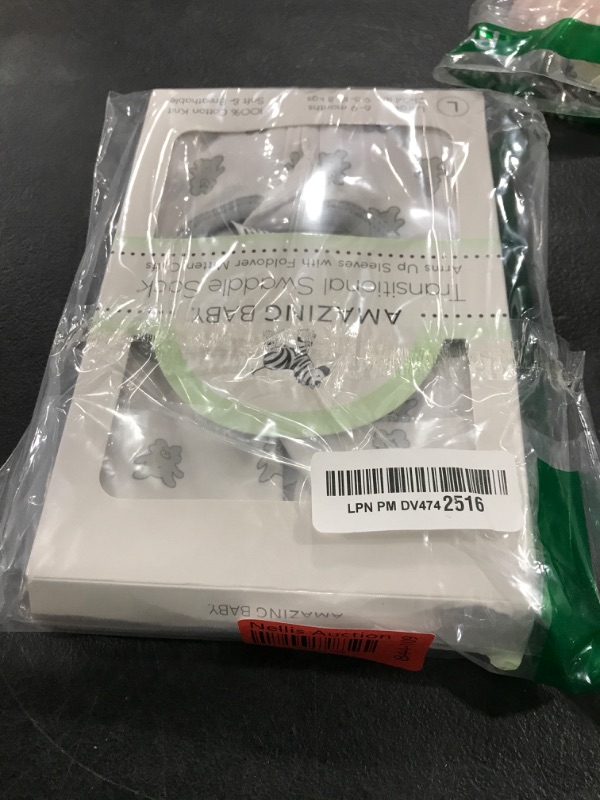 AMAZING BABY.
Transitional Swaddle Sack
Arms Up Sleeves with Foldover Mitten Cuffs
L
6-9 months
100% Cotton Knit
Soft & Breathable
LPN PM DV474 2516
AMAZING BABY.
Nellis Auction